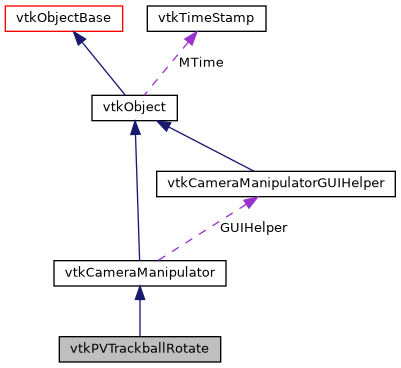 vtkObjectBase
vtkTimeStamp
MTime
vtkObject
vtkCameraManipulatorGUIHelper
GUIHelper
vtkCameraManipulator
vtkPVTrackballRotate